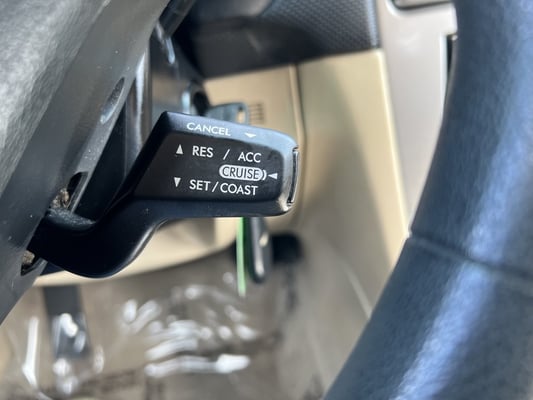 CANCEL
▲ RES / ACC
CRUISE
▼ SET/COAST